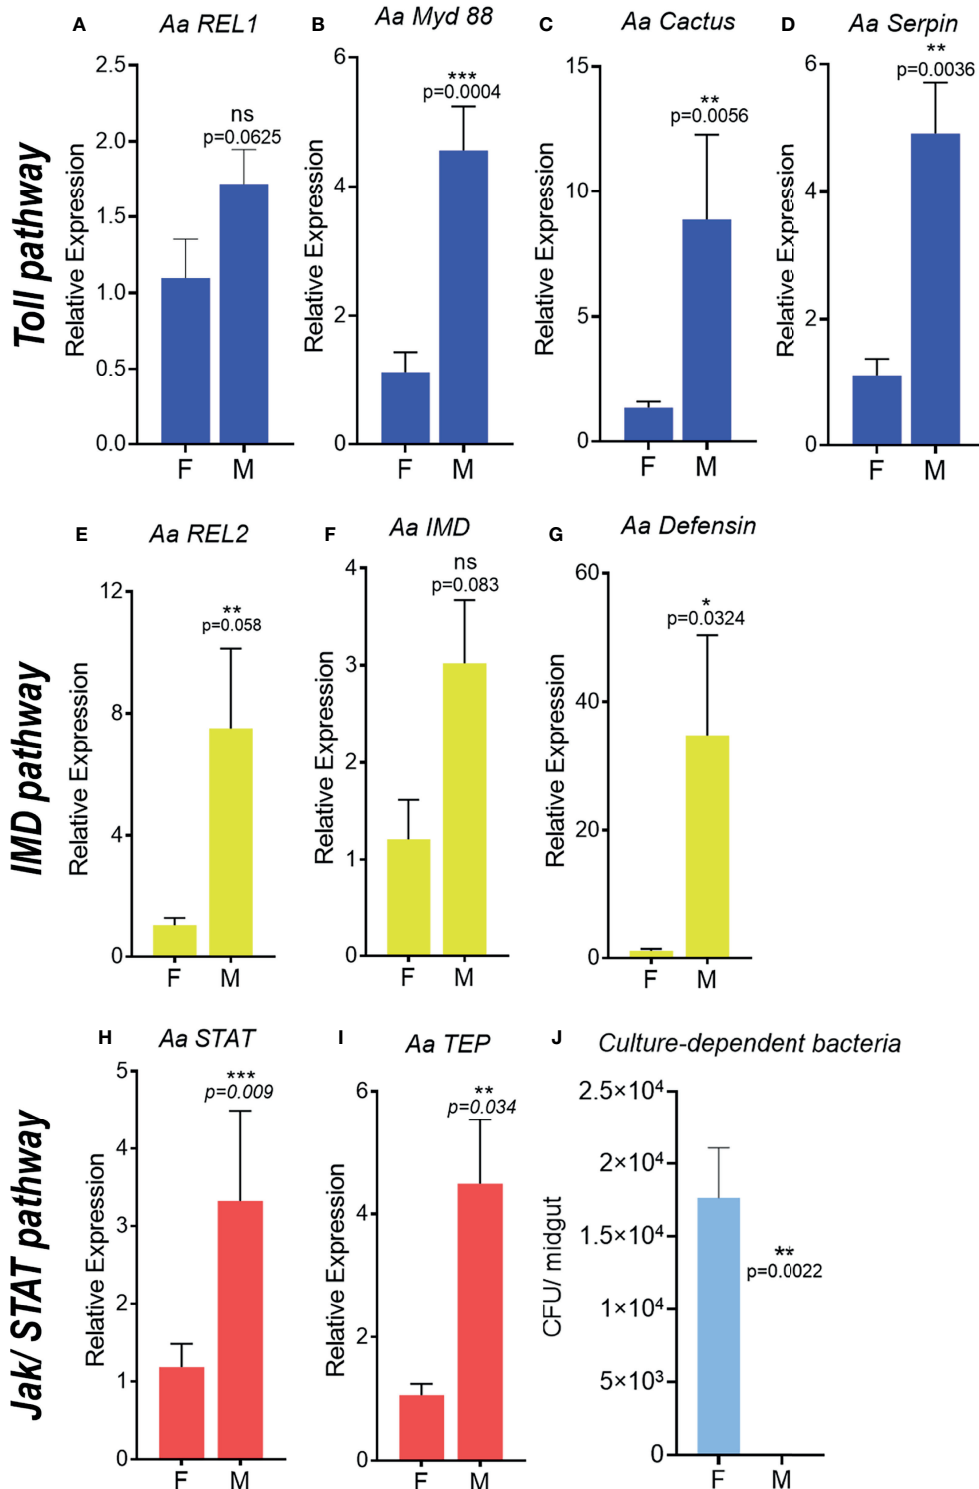 A Aa REL1
B Aa Myd 88
C Aa Cactus
D Aa Serpin
Toll pathway
Relative Expression
2.5
2.0
1.5
1.0
0.5
0.0
ns
p=0.0625
F M
Relative Expression
6
4
2
0
***
p=0.0004
F M
Relative Expression
15
10
5
0
**
p=0.0056
F M
Relative Expression
6
4
2
0
**
p=0.0036
F M
E Aa REL2
F Aa IMD
G Aa Defensin
IMD pathway
Relative Expression
12
8
4
0
**
p=0.058
F M
Relative Expression
4
3
2
1
0
ns
p=0.083
F M
Relative Expression
60
40
20
0
*
p=0.0324
F M
H Aa STAT
I Aa TEP
J Culture-dependent bacteria
Jak/ STAT pathway
Relative Expression
5
4
3
2
1
0
***
p=0.009
F M
Relative Expression
6
4
2
0
**
p=0.034
F M
CFU/ midgut
2.5×10⁴
2×10⁴
1.5×10⁴
10⁴
5×10³
0
**
p=0.0022
F M